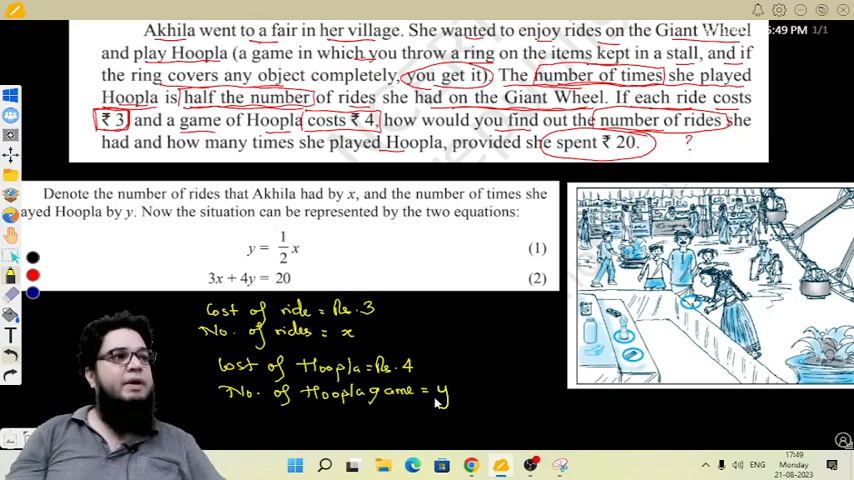 Akhila went to a fair in her village. She wanted to enjoy rides on the Giant Wheel
and play Hoopla (a game in which you throw a ring on the items kept in a stall, and if
the ring covers any object completely, you get it). The number of times she played
Hoopla is half the number of rides she had on the Giant Wheel. If each ride costs
₹ 3, and a game of Hoopla costs ₹ 4, how would you find out the number of rides she
had and how many times she played Hoopla, provided she spent ₹ 20.
?
5:49 PM 1/1
Denote the number of rides that Akhila had by x, and the number of times she
ayed Hoopla by y. Now the situation can be represented by the two equations:
y = 1/2 x (1)
3x + 4y = 20 (2)
Cost of ride = Rs. 3
No. of rides = x
Cost of Hoopla = Rs. 4
No. of Hoopla game = y
17:49
Monday
21-08-2023